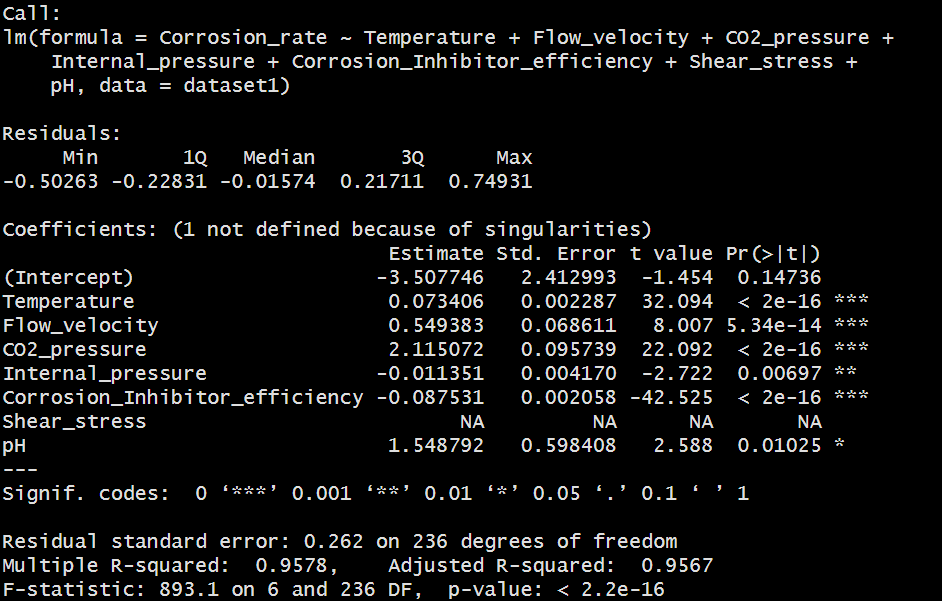 Call:
lm(formula = Corrosion_rate ~ Temperature + Flow_velocity + CO2_pressure +
    Internal_pressure + Corrosion_Inhibitor_efficiency + Shear_stress +
    pH, data = dataset1)

Residuals:
     Min       1Q   Median       3Q      Max
-0.50263 -0.22831 -0.01574  0.21711  0.74931

Coefficients: (1 not defined because of singularities)
                                Estimate Std. Error t value Pr(>|t|)
(Intercept)                    -3.507746   2.412993  -1.454  0.14736
Temperature                     0.073406   0.002287  32.094  < 2e-16 ***
Flow_velocity                   0.549383   0.068611   8.007 5.34e-14 ***
CO2_pressure                    2.115072   0.095739  22.092  < 2e-16 ***
Internal_pressure              -0.011351   0.004170  -2.722  0.00697 **
Corrosion_Inhibitor_efficiency -0.087531   0.002058 -42.525  < 2e-16 ***
Shear_stress                          NA         NA      NA       NA
pH                              1.548792   0.598408   2.588  0.01025 *
---
Signif. codes:  0 ‘***’ 0.001 ‘**’ 0.01 ‘*’ 0.05 ‘.’ 0.1 ‘ ’ 1

Residual standard error: 0.262 on 236 degrees of freedom
Multiple R-squared:  0.9578,	Adjusted R-squared:  0.9567
F-statistic: 893.1 on 6 and 236 DF,  p-value: < 2.2e-16